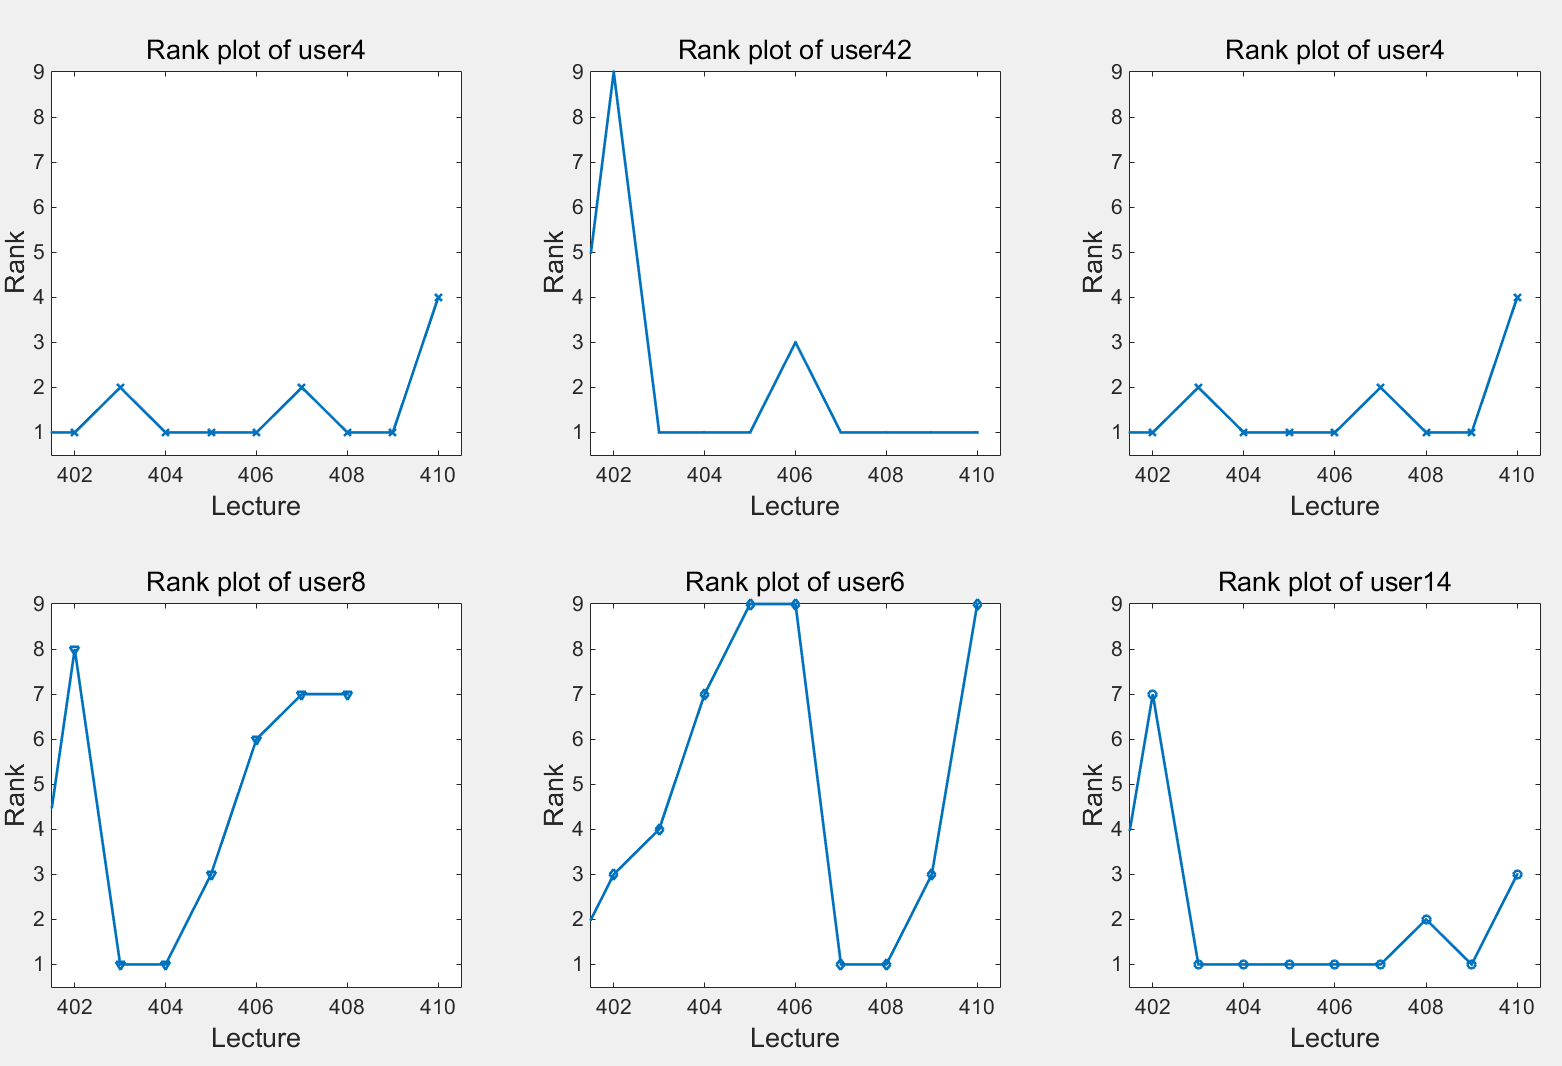 Rank plot of user4
9
8
7
6
5
4
3
2
1
Rank
402 404 406 408 410
Lecture
Rank plot of user42
9
8
7
6
5
4
3
2
1
Rank
402 404 406 408 410
Lecture
Rank plot of user4
9
8
7
6
5
4
3
2
1
Rank
402 404 406 408 410
Lecture
Rank plot of user8
9
8
7
6
5
4
3
2
1
Rank
402 404 406 408 410
Lecture
Rank plot of user6
9
8
7
6
5
4
3
2
1
Rank
402 404 406 408 410
Lecture
Rank plot of user14
9
8
7
6
5
4
3
2
1
Rank
402 404 406 408 410
Lecture